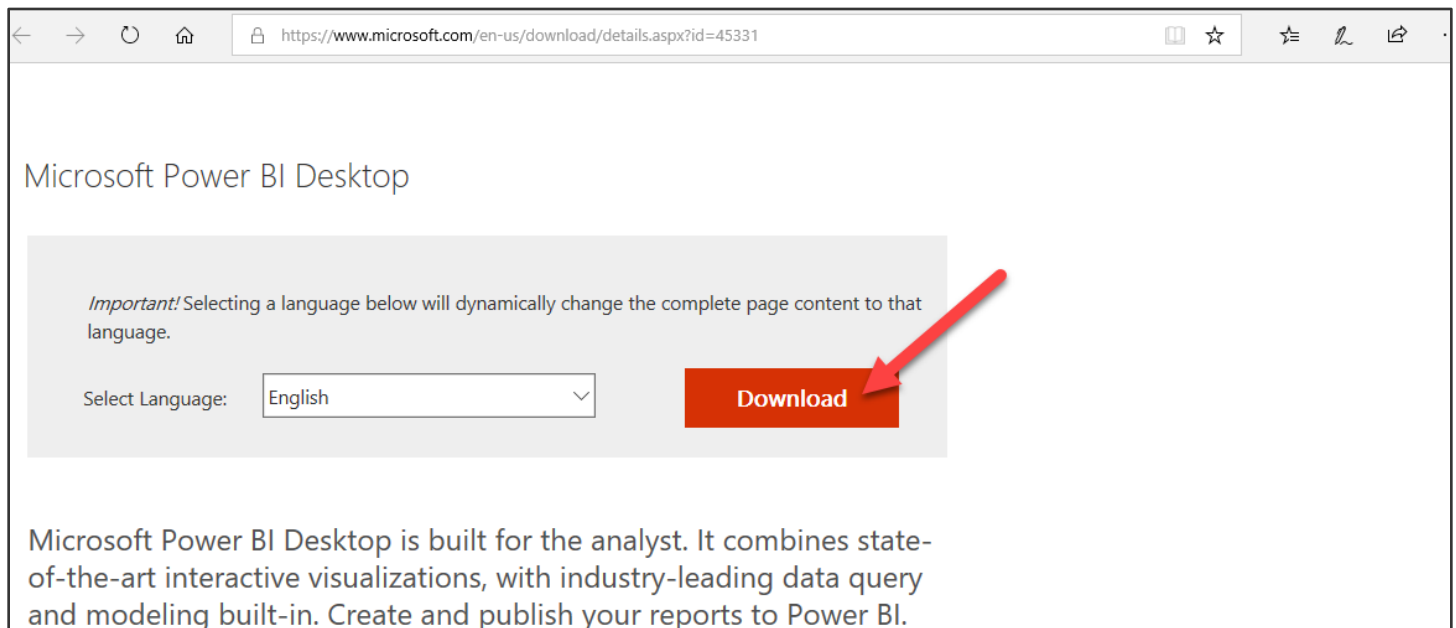 https://www.microsoft.com/en-us/download/details.aspx?id=45331
Microsoft Power BI Desktop
Important! Selecting a language below will dynamically change the complete page content to that
language.
Select Language:
English
Download
Microsoft Power BI Desktop is built for the analyst. It combines state-
of-the-art interactive visualizations, with industry-leading data query
and modeling built-in. Create and publish your reports to Power BI.